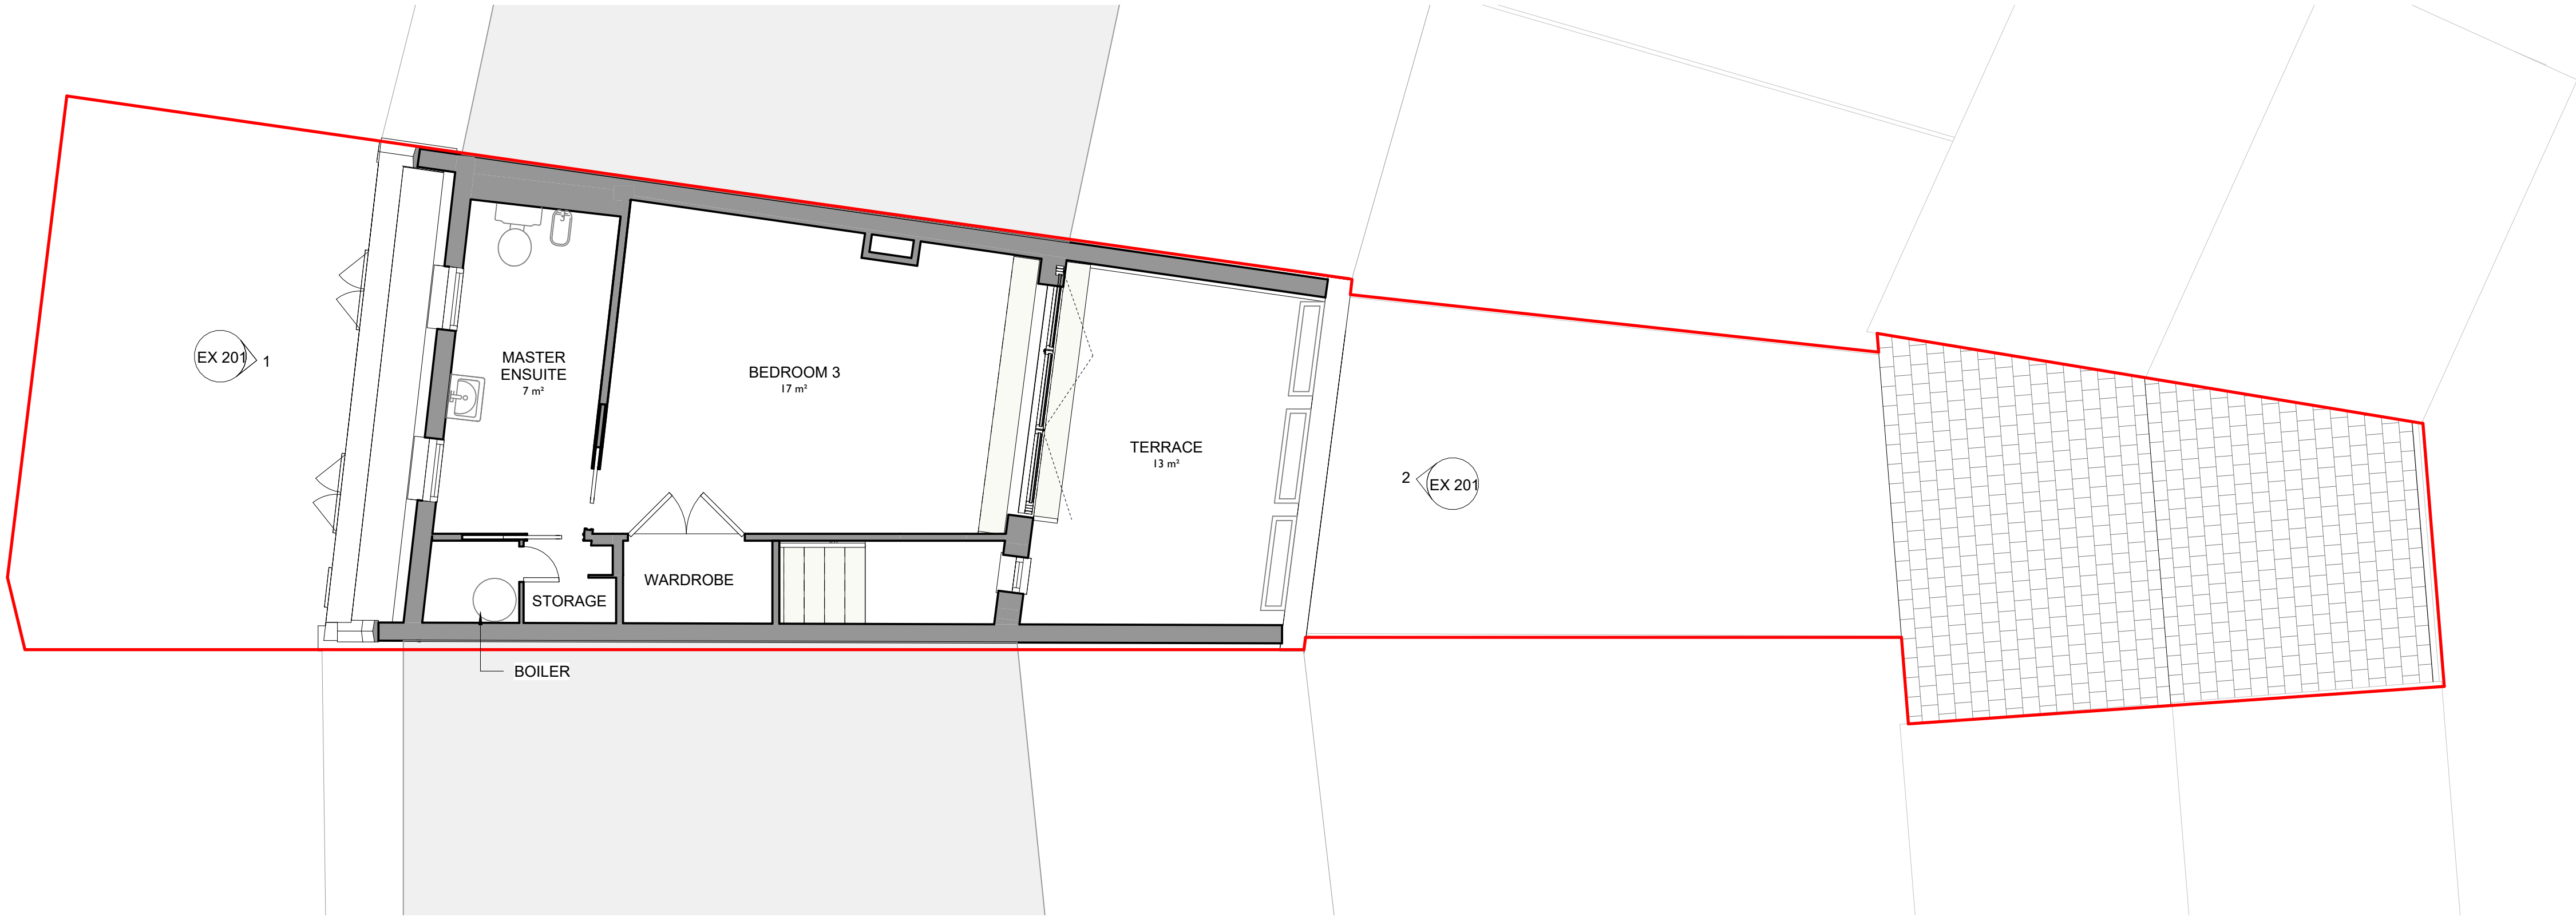 EX 201
1
MASTER
ENSUITE
7 m²
BEDROOM 3
17 m²
TERRACE
13 m²
2
EX 201
WARDROBE
STORAGE
BOILER